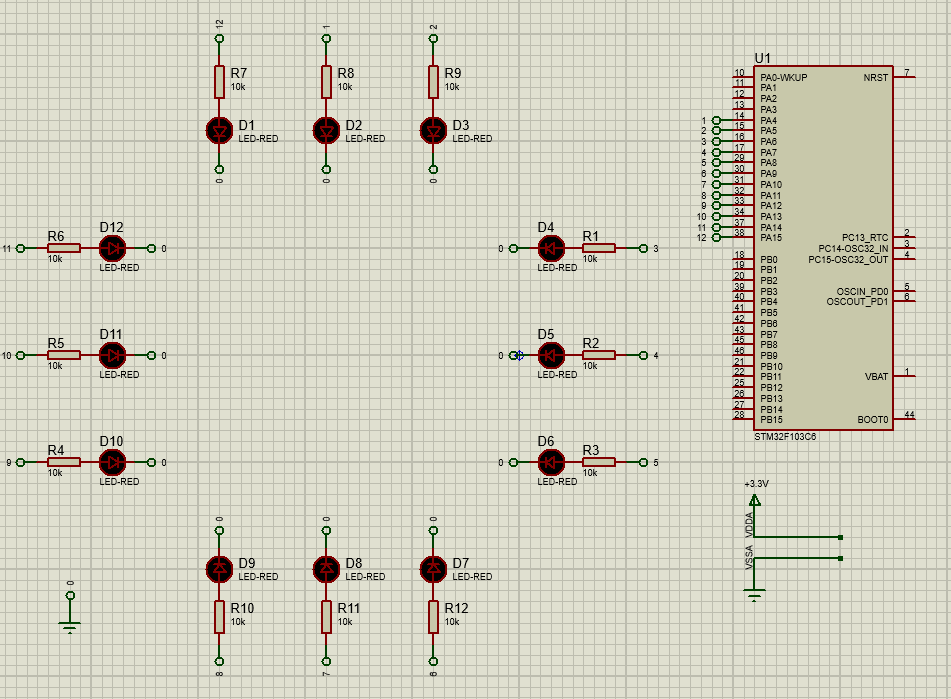 12
1
2
R7
10k
R8
10k
R9
10k
D1
LED-RED
D2
LED-RED
D3
LED-RED
0
0
0
11
R6
10k
D12
LED-RED
0
0
D4
LED-RED
R1
10k
3
10
R5
10k
D11
LED-RED
0
0
D5
LED-RED
R2
10k
4
9
R4
10k
D10
LED-RED
0
0
D6
LED-RED
R3
10k
5
0
0
0
D9
LED-RED
D8
LED-RED
D7
LED-RED
R10
10k
R11
10k
R12
10k
8
7
6
0
U1
10 PA0-WKUP
11 PA1
12 PA2
13 PA3
1 14 PA4
2 15 PA5
3 16 PA6
4 17 PA7
5 29 PA8
6 30 PA9
7 31 PA10
8 32 PA11
9 33 PA12
10 34 PA13
11 37 PA14
12 38 PA15
18 PB0
19 PB1
20 PB2
39 PB3
40 PB4
41 PB5
42 PB6
43 PB7
45 PB8
46 PB9
21 PB10
22 PB11
25 PB12
26 PB13
27 PB14
28 PB15
NRST 7
PC13_RTC 2
PC14-OSC32_IN 3
PC15-OSC32_OUT 4
OSCIN_PD0 5
OSCOUT_PD1 6
VBAT 1
BOOT0 44
STM32F103C6
+3.3V
VDDA
VSSA